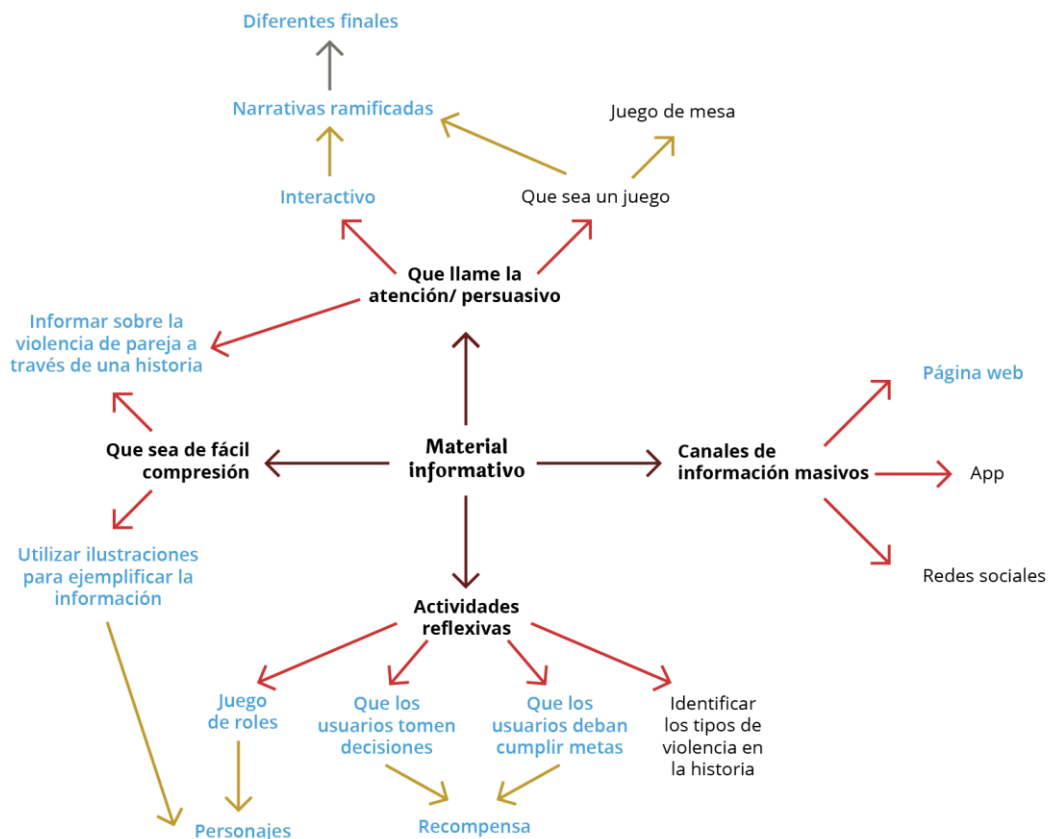 Diferentes finales
Narrativas ramificadas
Juego de mesa
Interactivo
Que sea un juego
Que llame la
atención/ persuasivo
Informar sobre la
violencia de pareja a
través de una historia
Página web
Que sea de fácil
compresión
Material
informativo
Canales de
información masivos
App
Utilizar ilustraciones
para ejemplificar la
información
Redes sociales
Actividades
reflexivas
Juego
de roles
Que los
usuarios tomen
decisiones
Que los
usuarios deban
cumplir metas
Identificar
los tipos de
violencia en
la historia
Personajes
Recompensa